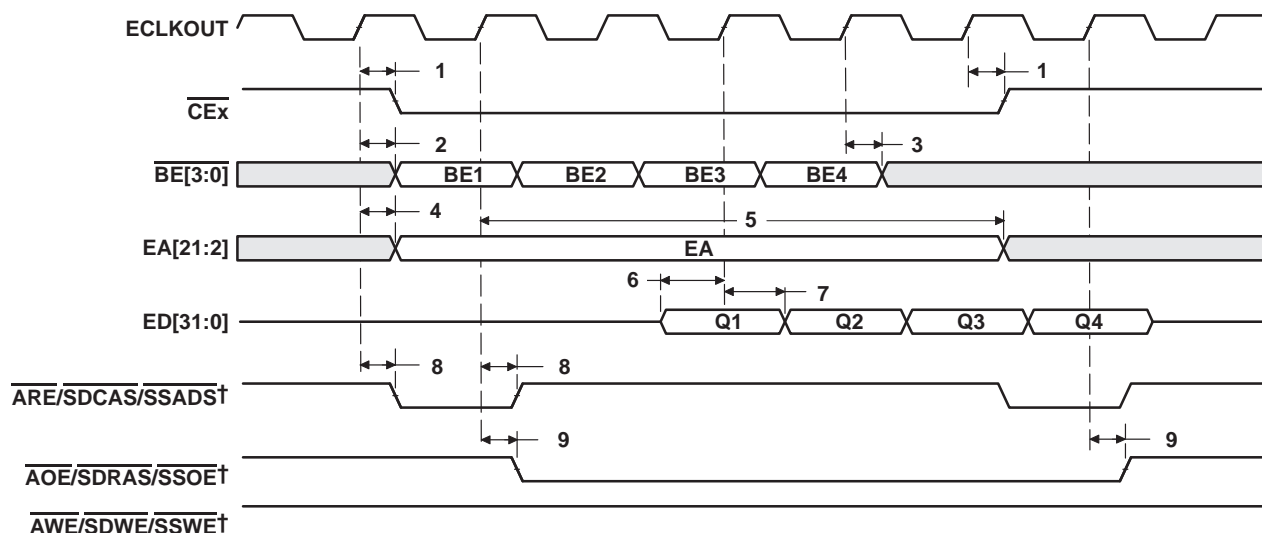 ECLKOUT
1 1
CEx
2 3
BE[3:0] BE1 BE2 BE3 BE4
4 5
EA[21:2] EA
6 7
ED[31:0] Q1 Q2 Q3 Q4
8 8
ARE/SDCAS/SSADS†
9 9
AOE/SDRAS/SSOE†
AWE/SDWE/SSWE†